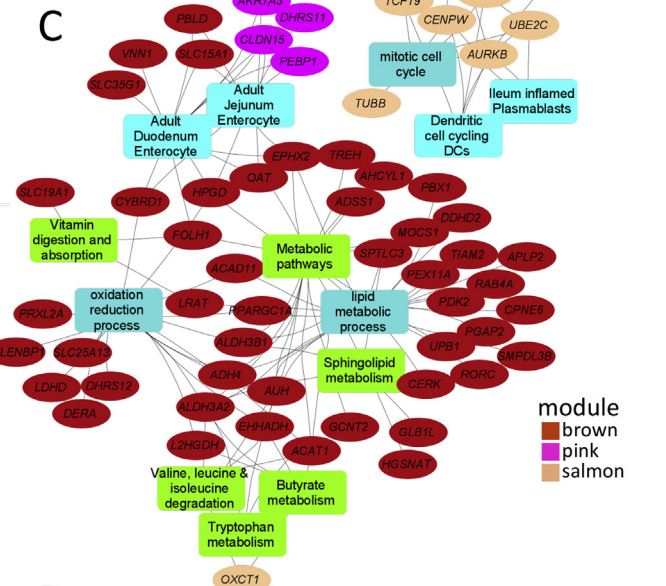 C
PBLD
DHRS11
CENPW
UBE2C
CLDN15
VNN1
SLC15A1
PEBP1
AURKB
mitotic cell
cycle
SLC35G1
Adult
Jejunum
Enterocyte
TUBB
Ileum inflamed
Plasmablasts
Adult
Duodenum
Enterocyte
Dendritic
cell cycling
DCs
EPHX2
TREH
OAT
AHCYL1
SLC19A1
CYBRD1
HPGD
ADSS1
PBX1
Vitamin
digestion and
absorption
FOLH1
Metabolic
pathways
MOCS1
DDHD2
SPTLC3
TIAM2
APLP2
ACAD11
PEX11A
RAB4A
oxidation
reduction
process
LRAT
PPARGC1A
lipid
metabolic
process
PDK2
CPNE6
PRXL2A
PGAP2
ALDH3B1
UPB1
SMPDL3B
LENBP1
SLC25A13
Sphingolipid
metabolism
ADH4
RORC
LDHD
DHRS12
AUH
CERK
DERA
ALDH3A2
EHHADH
GCNT2
GLB1L
L2HGDH
ACAT1
HGSNAT
Valine, leucine &
isoleucine
degradation
Butyrate
metabolism
Tryptophan
metabolism
OXCT1
module
brown
pink
salmon